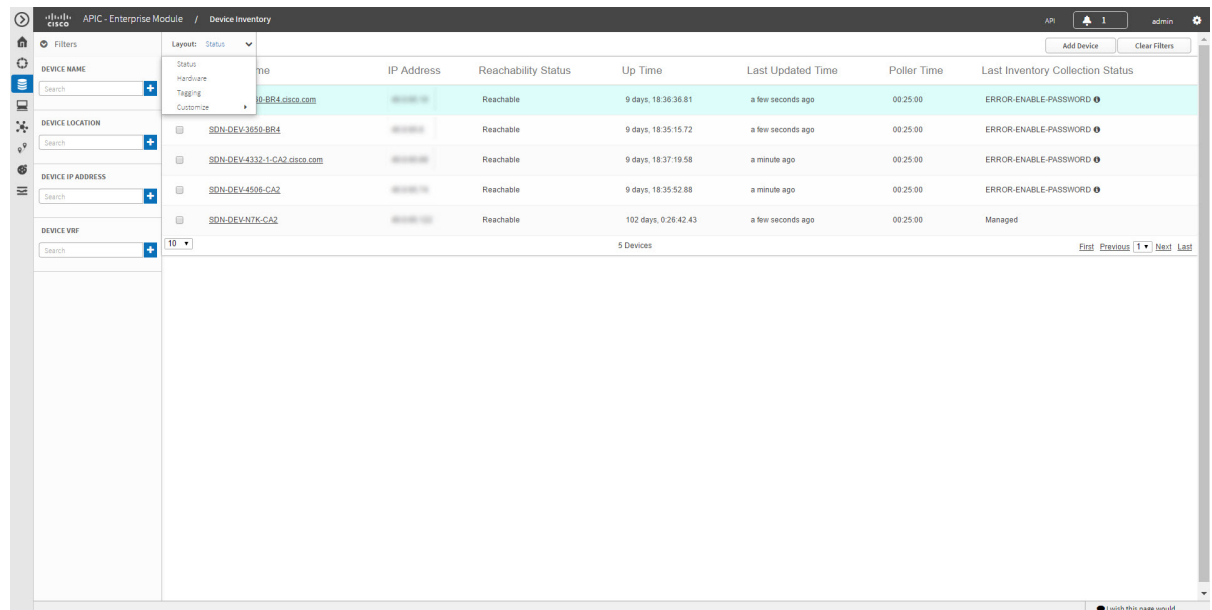 cisco APIC - Enterprise Module / Device Inventory API 1 admin
Filters
Layout: Status
Add Device Clear Filters
DEVICE NAME
Search
DEVICE LOCATION
Search
DEVICE IP ADDRESS
Search
DEVICE VRF
Search
Status
Hardware
Tagging
Customize
me IP Address Reachability Status Up Time Last Updated Time Poller Time Last Inventory Collection Status
50-BR4.cisco.com Reachable 9 days, 18:36:36.81 a few seconds ago 00:25:00 ERROR-ENABLE-PASSWORD
SDN-DEV-3650-BR4 Reachable 9 days, 18:35:15.72 a few seconds ago 00:25:00 ERROR-ENABLE-PASSWORD
SDN-DEV-4332-1-CA2.cisco.com Reachable 9 days, 18:37:19.58 a minute ago 00:25:00 ERROR-ENABLE-PASSWORD
SDN-DEV-4506-CA2 Reachable 9 days, 18:35:52.88 a minute ago 00:25:00 ERROR-ENABLE-PASSWORD
SDN-DEV-N7K-CA2 Reachable 102 days, 0:26:42.43 a few seconds ago 00:25:00 Managed
10 5 Devices First Previous 1 Next Last
I wish this page would